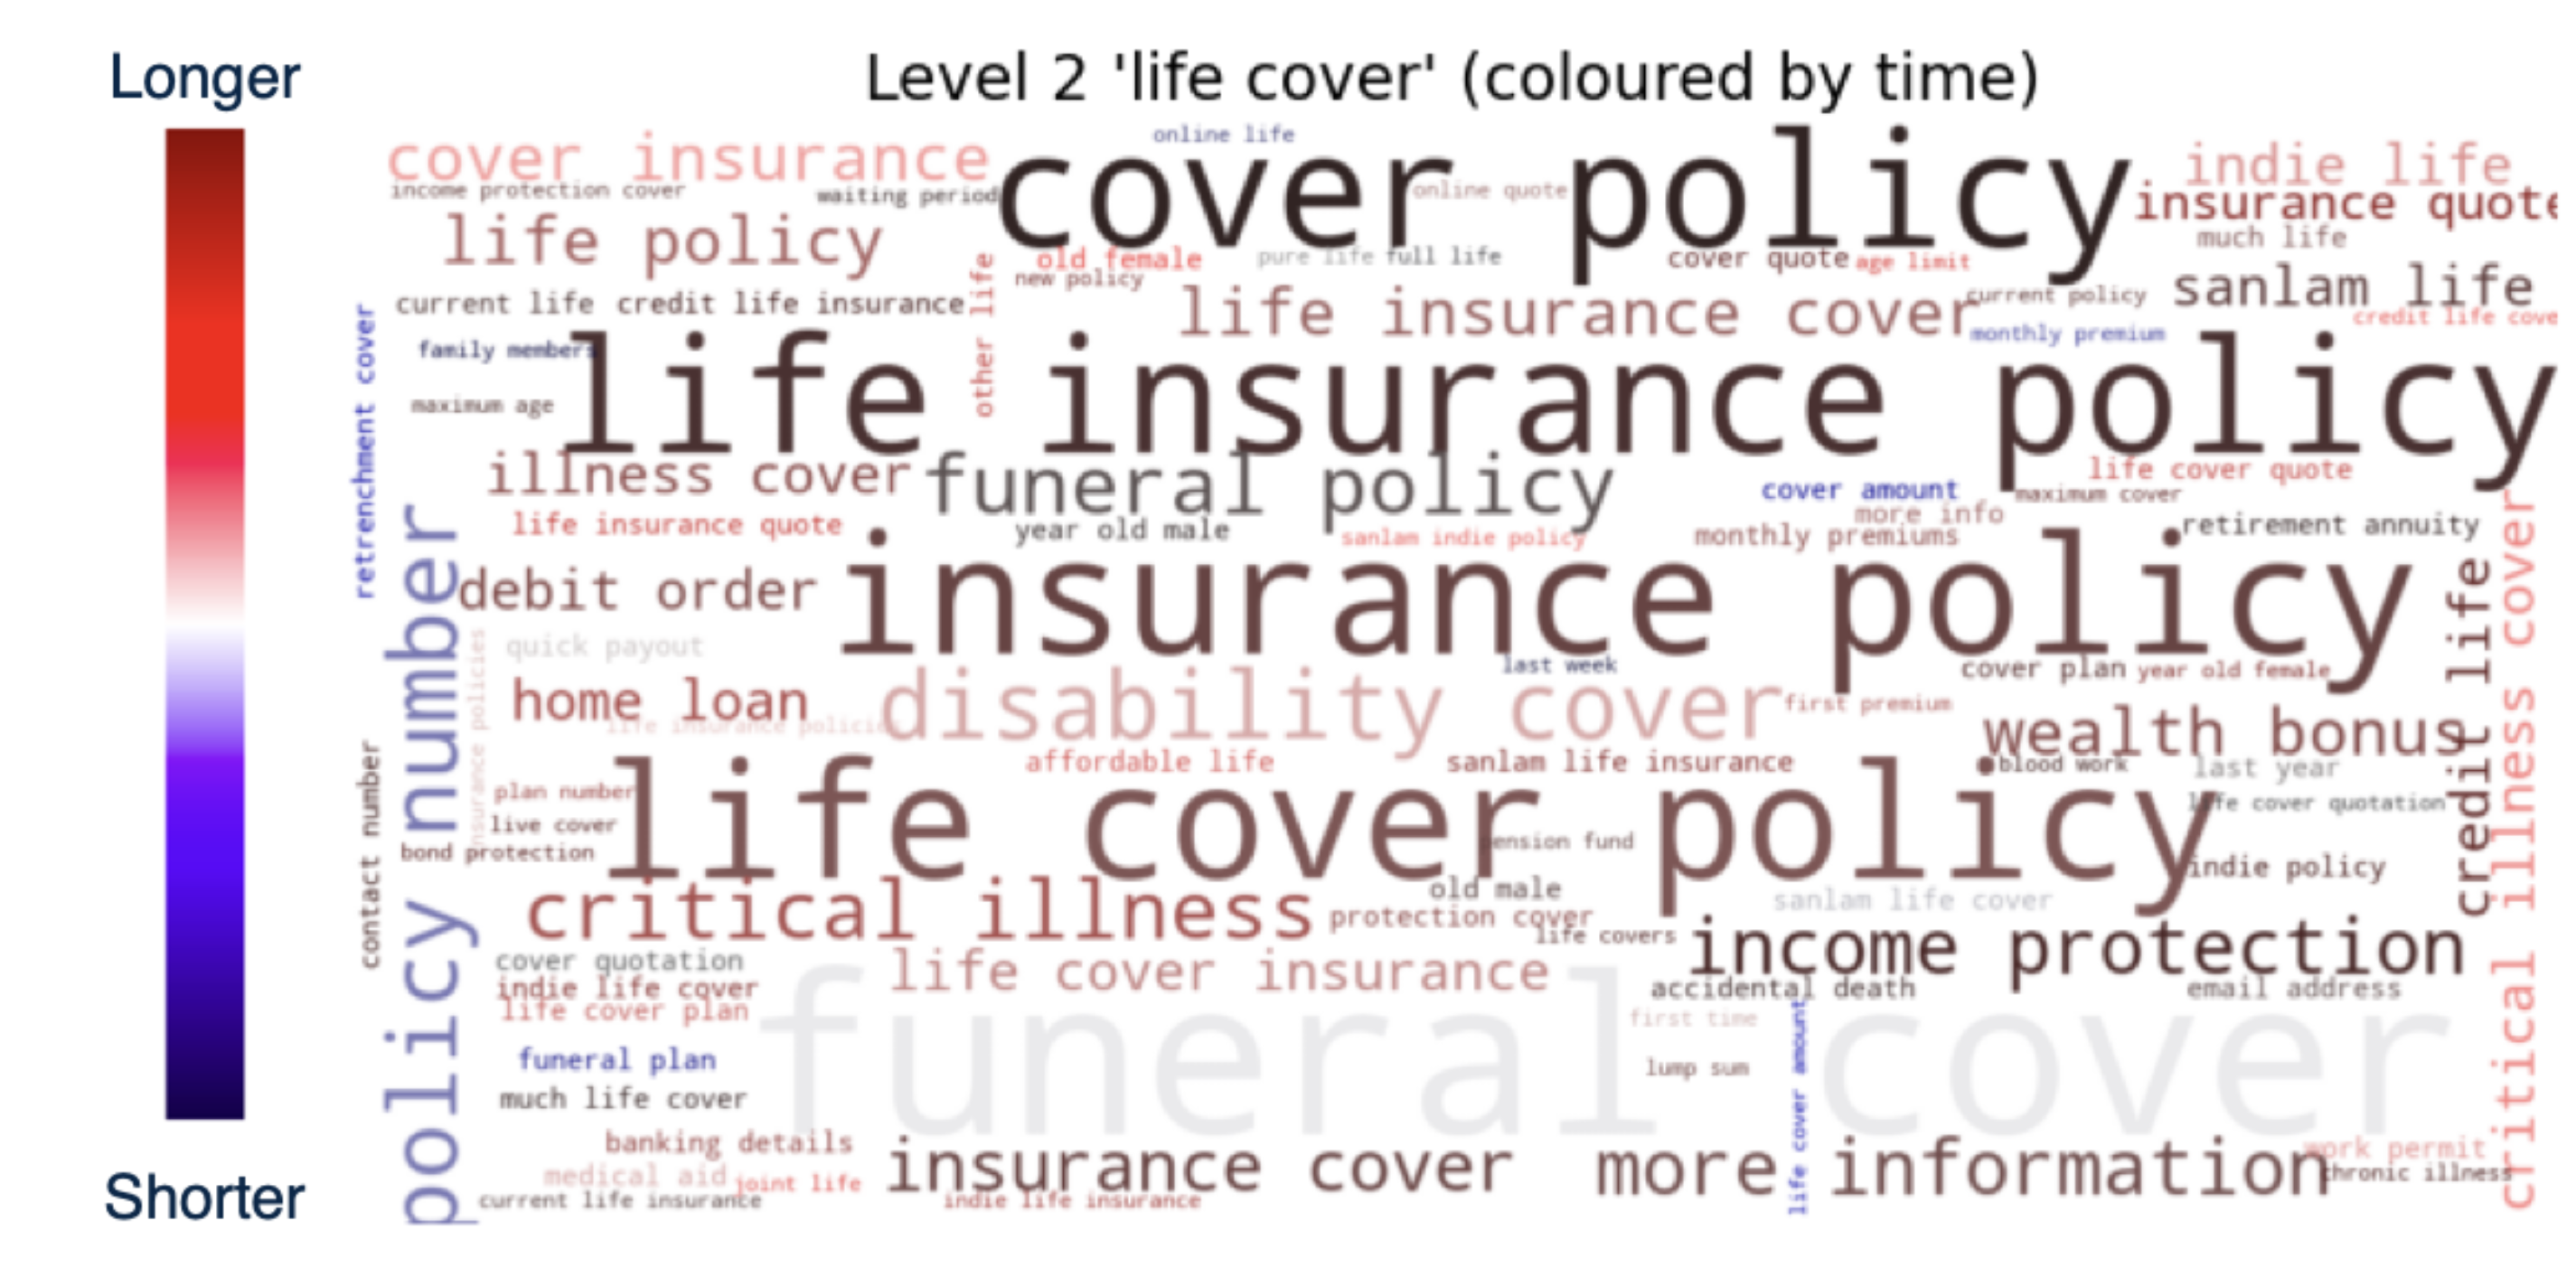 Longer
Level 2 'life cover' (coloured by time)
online life
cover insurance
cover policy
indie life
income protection cover
waiting period
online quote
insurance quote
life policy
much life
old female
pure life
full life
cover quote
age limit
new policy
sanlam life
current life
credit life insurance
other life
life insurance cover
current policy
credit life cove
monthly premium
retrenchment cover
family members
life insurance policy
maximum age
illness cover
funeral policy
life cover quote
cover amount
maximum cover
more info
life insurance quote
year old male
sanlam indie policy
monthly premiums
retirement annuity
policy number
debit order
insurance policy
credit life
critical illness cover
quick payout
insurance policies
last week
cover plan
year old female
home loan
disability cover
first premium
life insurance policies
wealth bonus
contact number
affordable life
sanlam life insurance
blood work
last year
plan number
life cover policy
life cover quotation
live cover
pension fund
bond protection
indie policy
critical illness
old male
sanlam life cover
protection cover
life covers
income protection
cover quotation
life cover insurance
indie life cover
accidental death
email address
life cover plan
funeral cover
first time
life cover amount
funeral plan
lump sum
much life cover
banking details
insurance cover
more information
work permit
medical aid
joint life
chronic illness
current life insurance
indie life insurance
Shorter